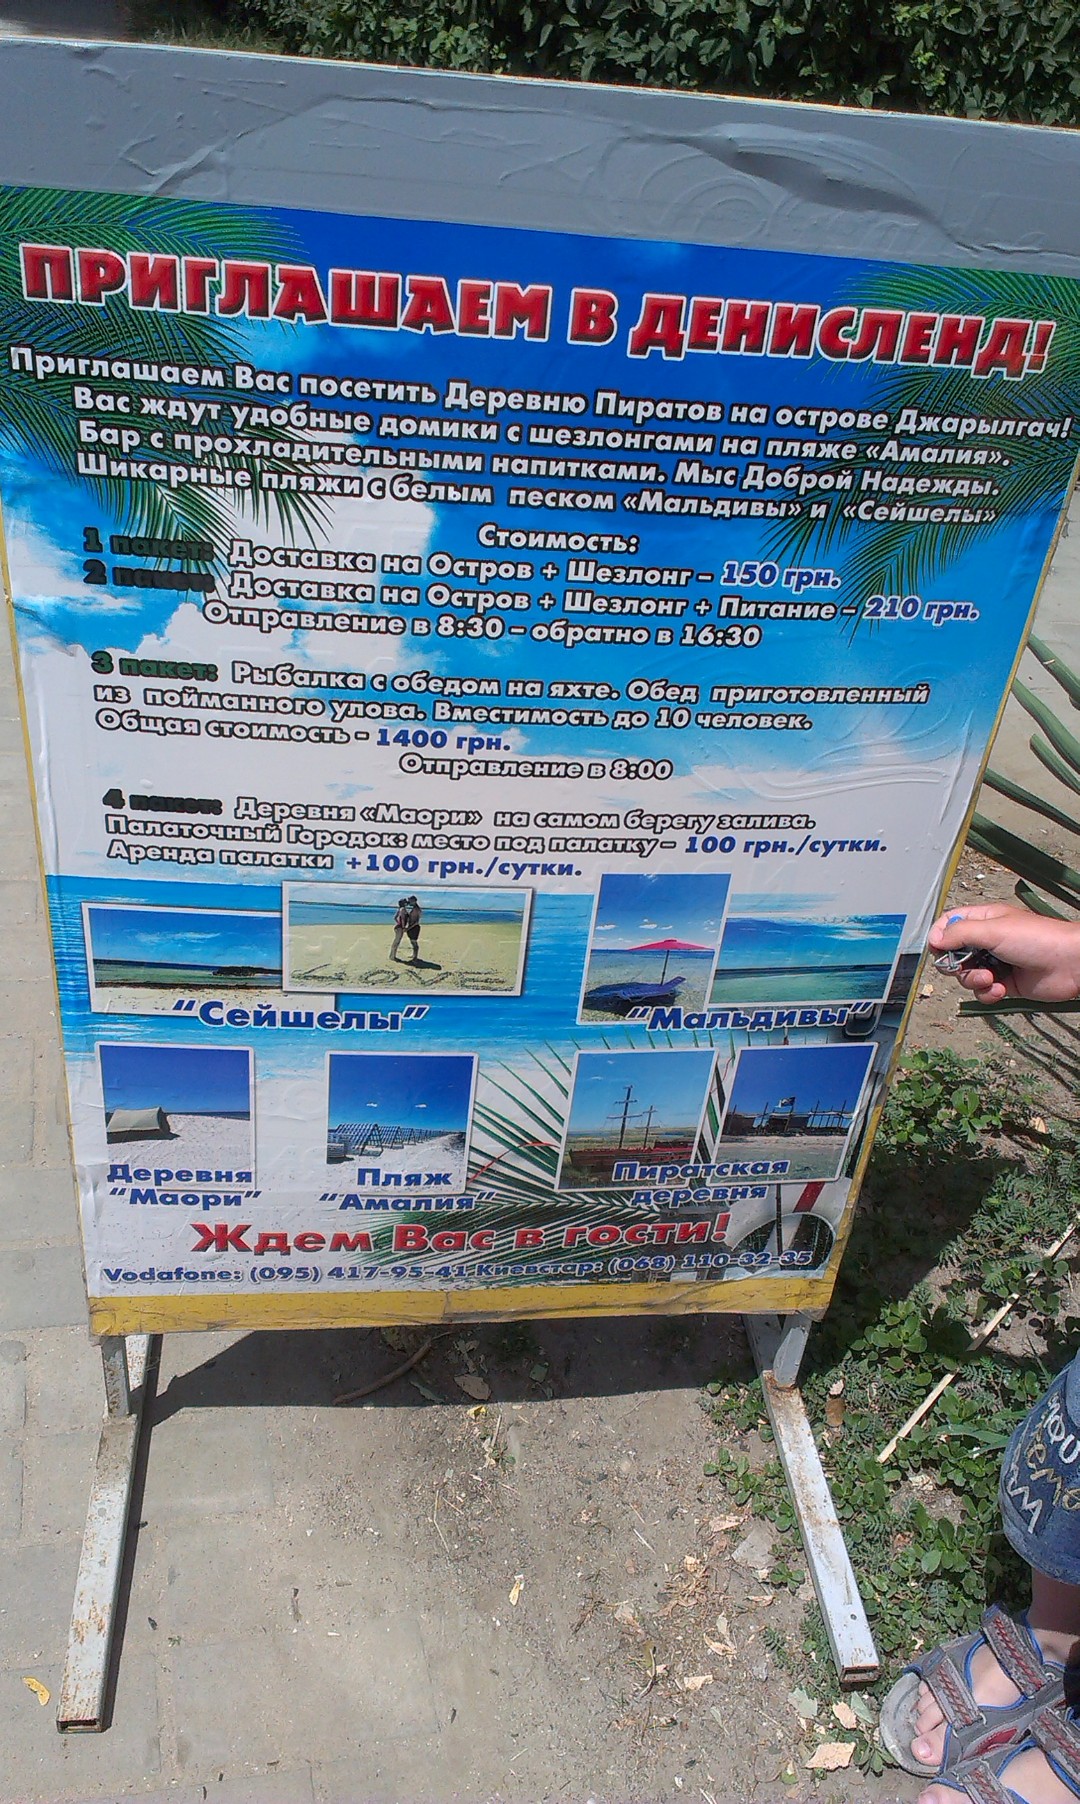 ПРИГЛАШАЕМ В ДЕНИСЛЕНД!
Приглашаем Вас посетить Деревню Пиратов на острове Джарылгач!
Вас ждут удобные домики с шезлонгами на пляже «Амалия».
Бар с прохладительными напитками. Мыс Доброй Надежды.
Шикарные пляжи с белым песком «Мальдивы» и «Сейшелы»
Стоимость:
1 пакет: Доставка на Остров + Шезлонг – 150 грн.
2 пакет: Доставка на Остров + Шезлонг + Питание – 210 грн.
Отправление в 8:30 – обратно в 16:30
3 пакет: Рыбалка с обедом на яхте. Обед приготовленный
из пойманного улова. Вместимость до 10 человек.
Общая стоимость – 1400 грн.
Отправление в 8:00
4 пакет: Деревня «Маори» на самом берегу залива.
Палаточный Городок: место под палатку – 100 грн./сутки.
Аренда палатки +100 грн./сутки.
LOVE
"Сейшелы"
"Мальдивы"
Деревня
"Маори"
Пляж
"Амалия"
Пиратская
деревня
Ждем Вас в гости!
Vodafone: (095) 417-95-41 Киевстар: (068) 110-32-35